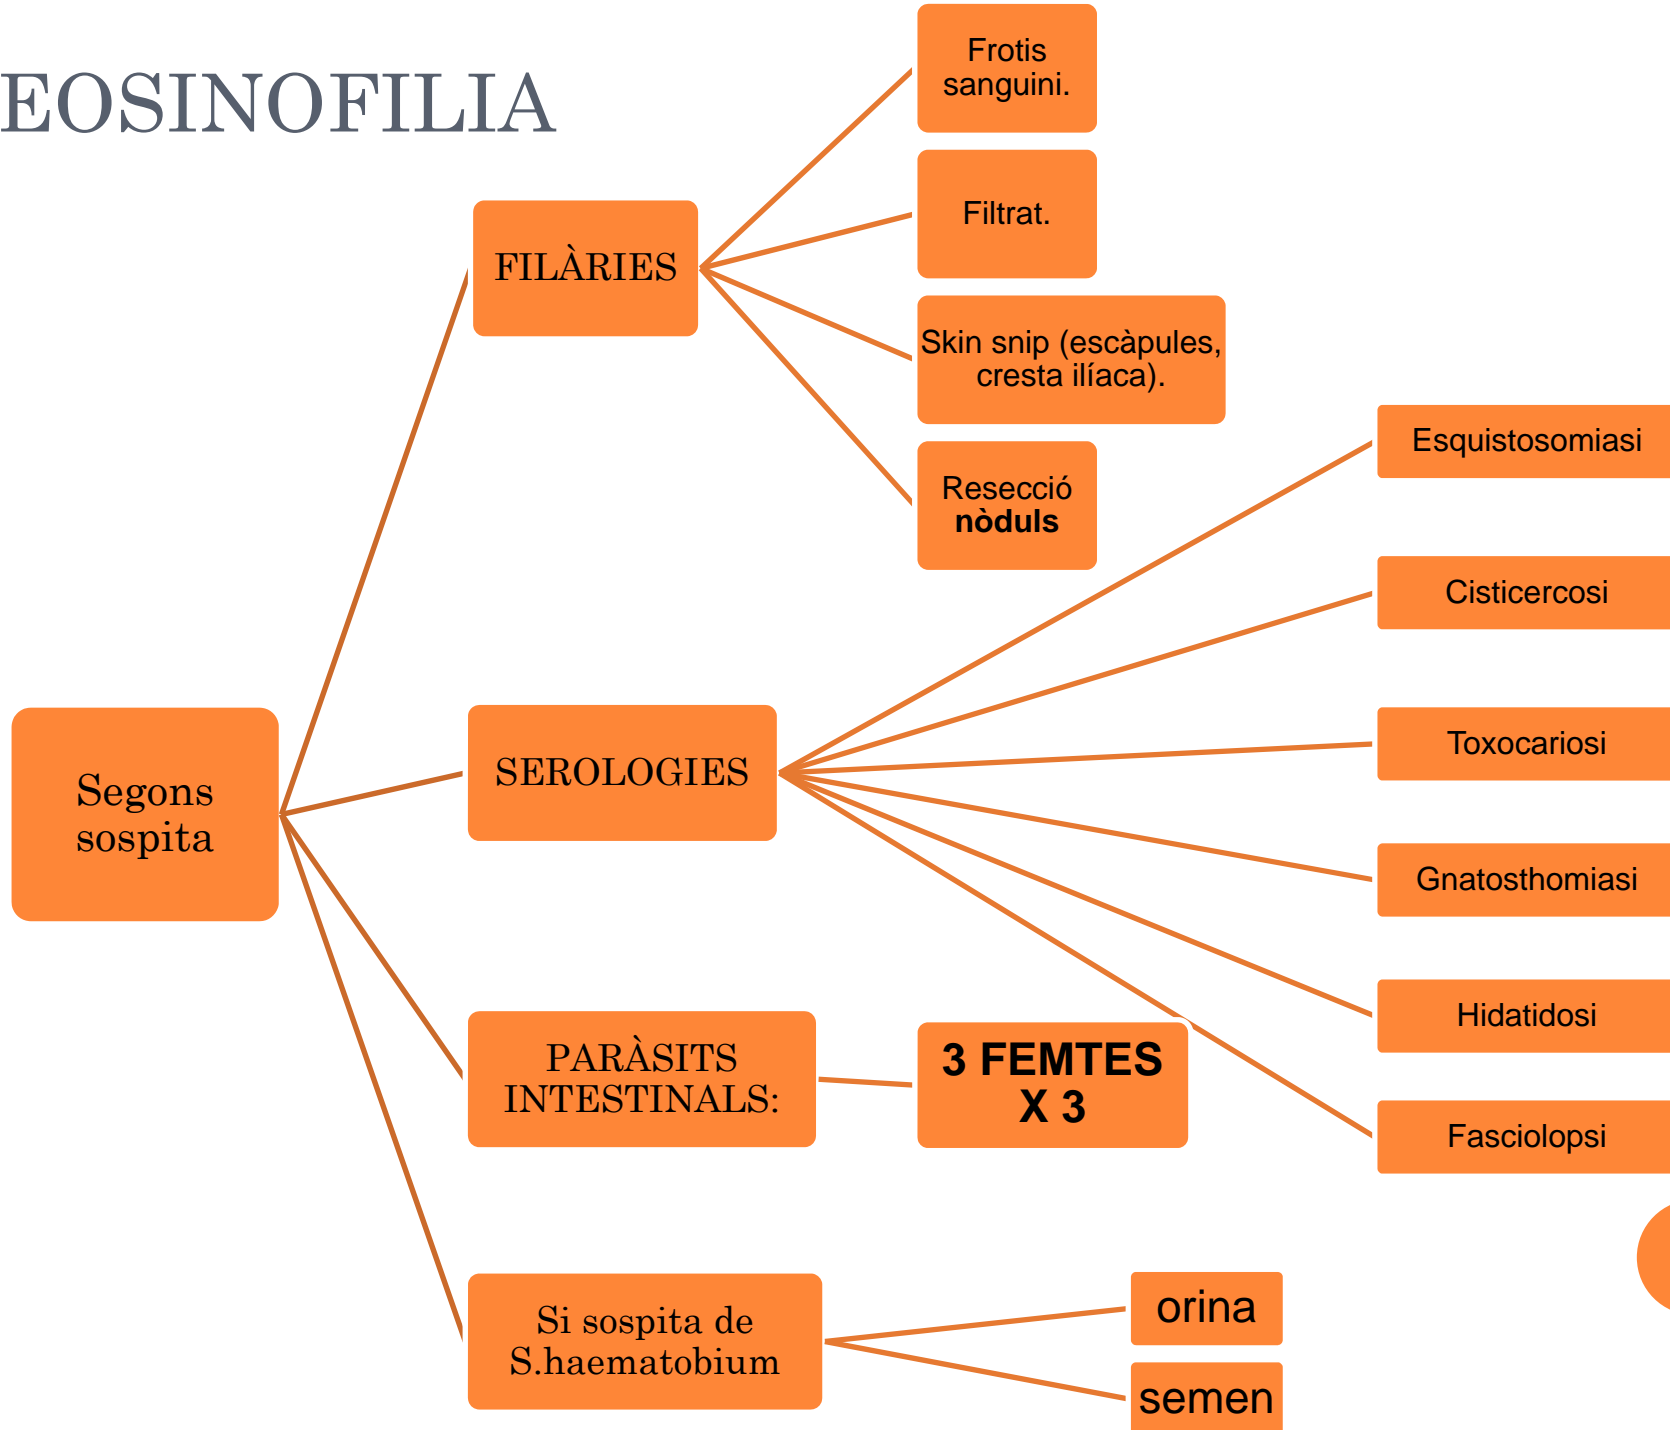 EOSINOFILIA
Segons
sospita
FILÀRIES
Frotis
sanguini.
Filtrat.
Skin snip (escàpules,
cresta ilíaca).
Resecció
nòduls
SEROLOGIES
Esquistosomiasi
Cisticercosi
Toxocariosi
Gnatosthomiasi
Hidatidosi
Fasciolopsi
PARÀSITS
INTESTINALS:
3 FEMTES
X 3
Si sospita de
S.haematobium
orina
semen